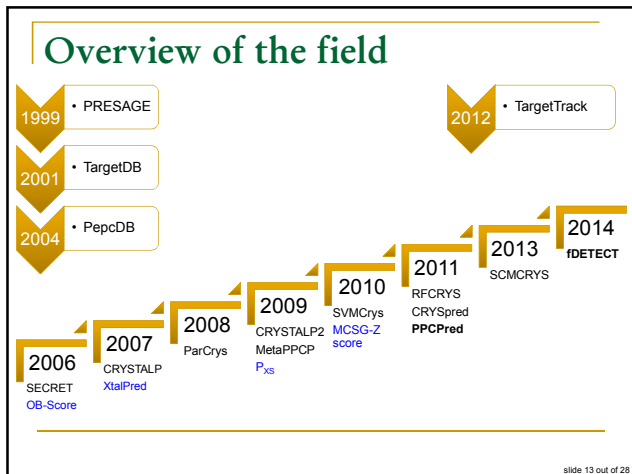 Overview of the field
1999
• PRESAGE
2001
• TargetDB
2004
• PepcDB
2012
• TargetTrack
2006
SECRET
OB-Score
2007
CRYSTALP
XtalPred
2008
ParCrys
2009
CRYSTALP2
MetaPPCP
PXS
2010
SVMCrys
MCSG-Z
score
2011
RFCRYS
CRYSpred
PPCPred
2013
SCMCRYS
2014
fDETECT
slide 13 out of 28